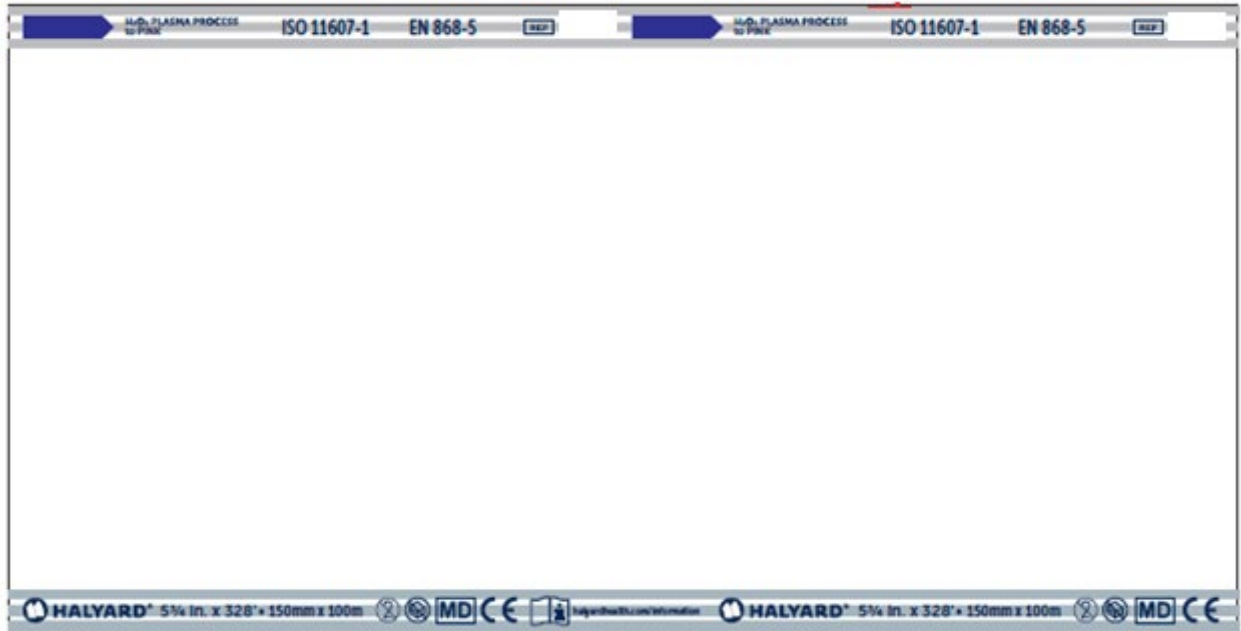 H₂O₂ PLASMA PROCESS ISO 11607-1 EN 868-5 REF H₂O₂ PLASMA PROCESS ISO 11607-1 EN 868-5 REF
to PINK to PINK
HALYARD* 5¾ in. x 328' • 150mm x 100m 2 MD CE i halyardhealth.com/information HALYARD* 5¾ in. x 328' • 150mm x 100m 2 MD CE